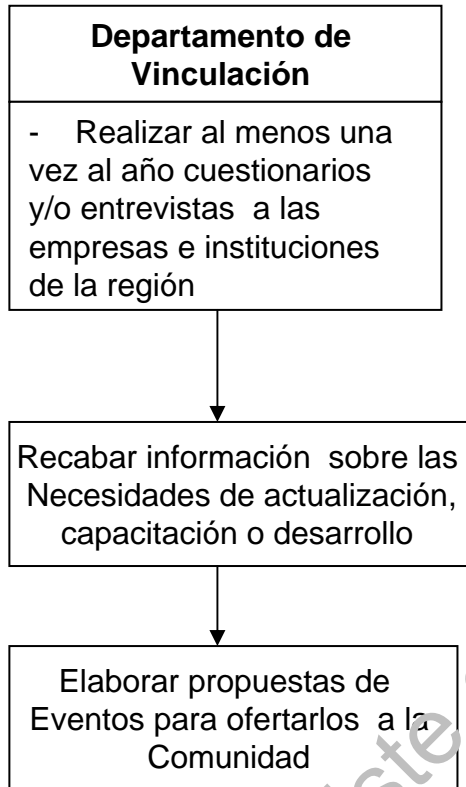 Departamento de
Vinculación
- Realizar al menos una
vez al año cuestionarios
y/o entrevistas a las
empresas e instituciones
de la región
Recabar información sobre las
Necesidades de actualización,
capacitación o desarrollo
Elaborar propuestas de
Eventos para ofertarlos a la
Comunidad
iste